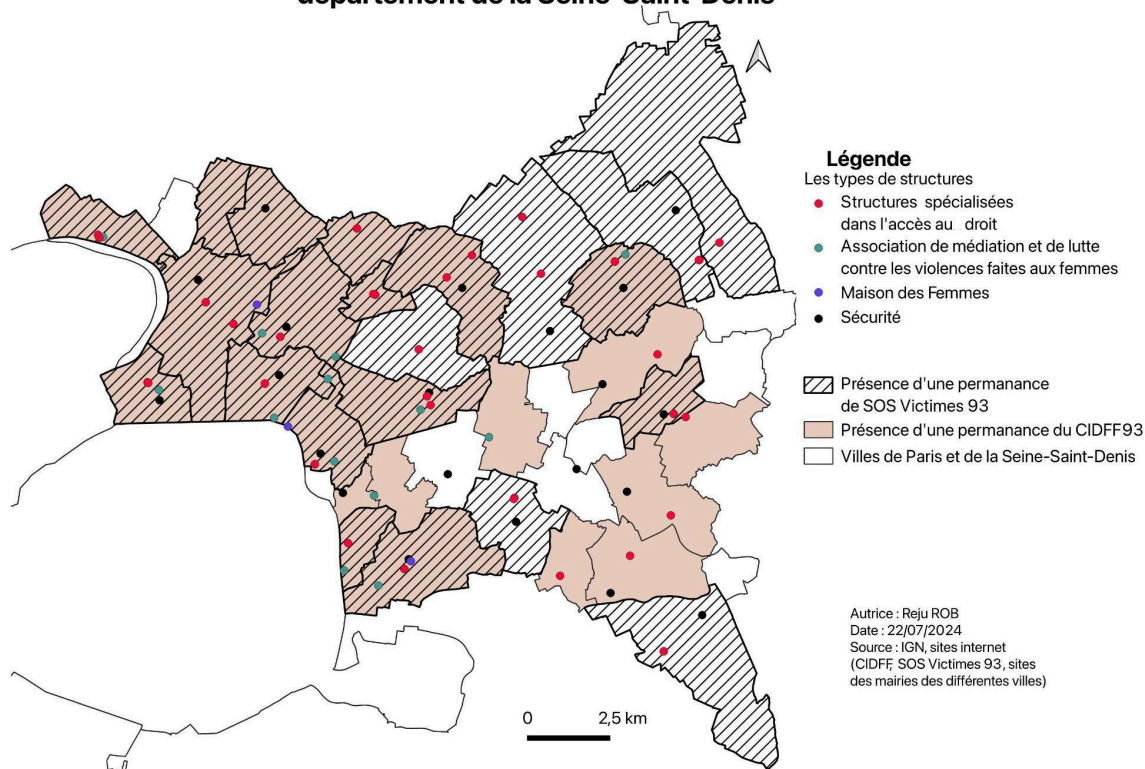 département de la Seine-Saint-Denis
Légende
Les types de structures
Structures spécialisées
dans l'accès au droit
Association de médiation et de lutte
contre les violences faites aux femmes
Maison des Femmes
Sécurité
Présence d'une permanance
de SOS Victimes 93
Présence d'une permanance du CIDFF93
Villes de Paris et de la Seine-Saint-Denis
Autrice : Reju ROB
Date : 22/07/2024
Source : IGN, sites internet
(CIDFF, SOS Victimes 93, sites
des mairies des différentes villes)
0 2,5 km